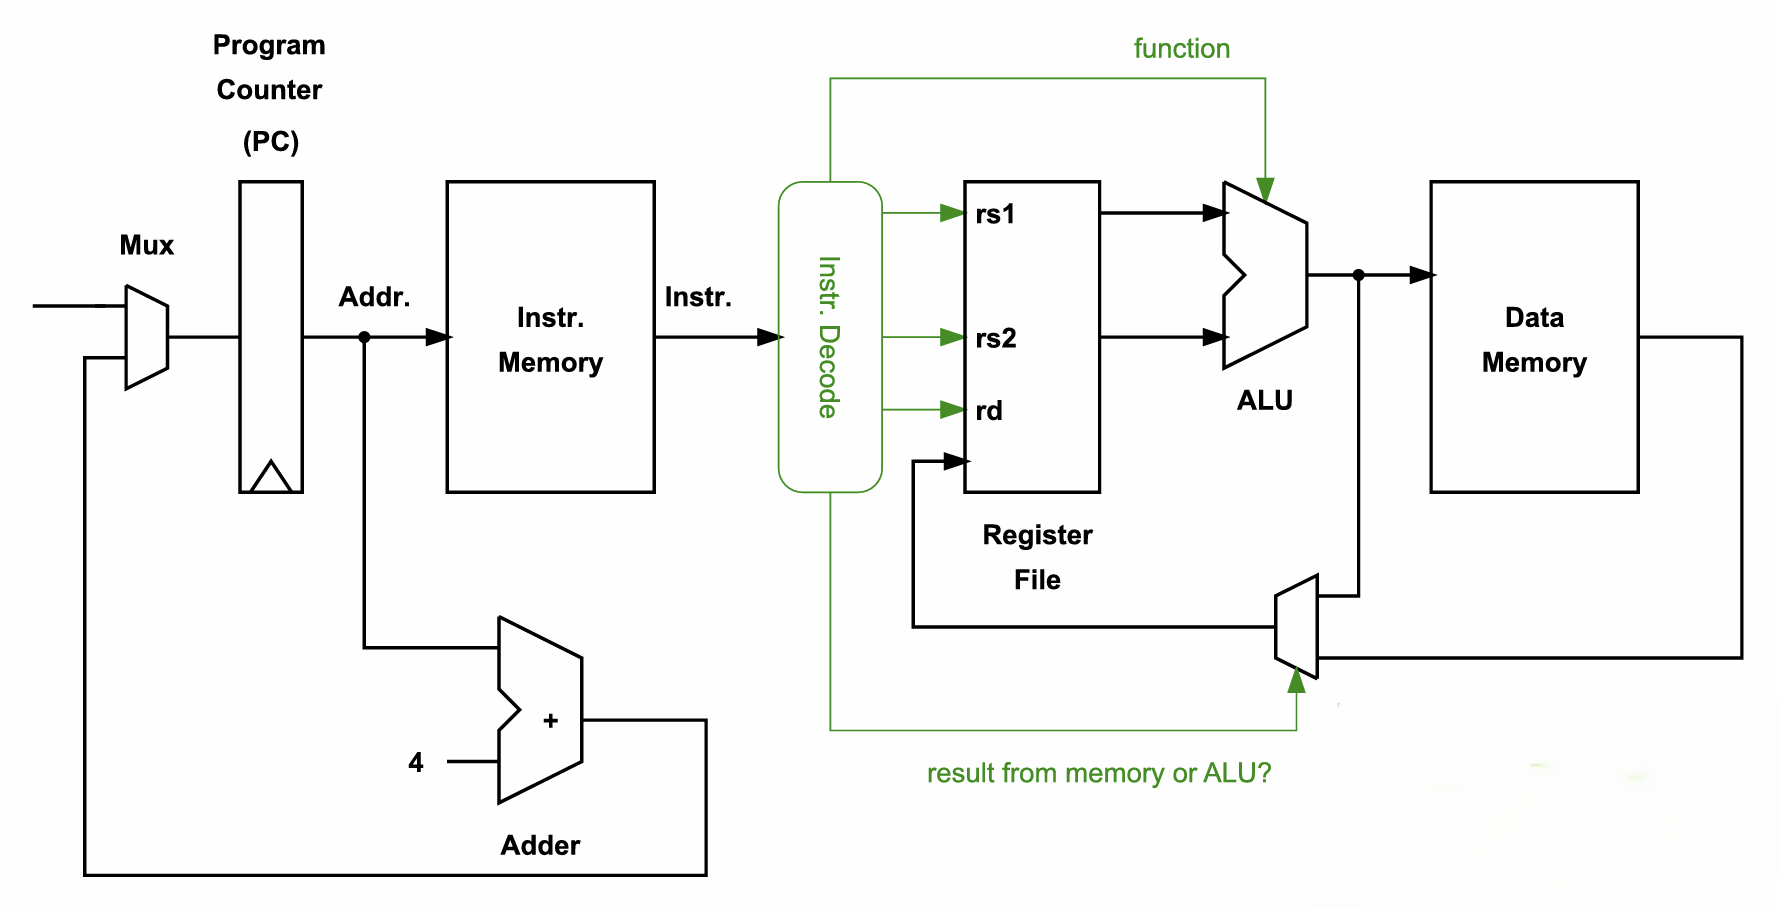 Program
Counter
(PC)
function
Mux
Addr.
Instr.
Memory
Instr.
Instr. Decode
rs1
rs2
rd
Register
File
ALU
Data
Memory
4
+
Adder
result from memory or ALU?